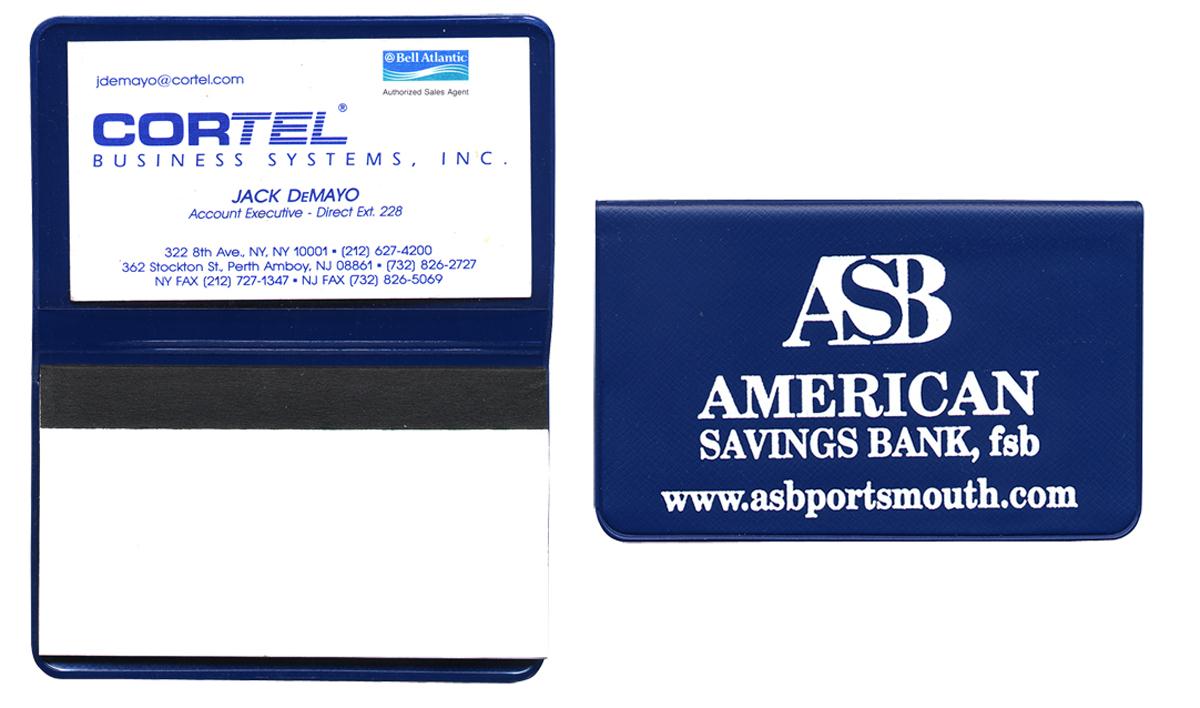 jdemayo@cortel.com
Bell Atlantic
Authorized Sales Agent
CORTEL®
BUSINESS SYSTEMS, INC.
JACK DEMAYO
Account Executive - Direct Ext. 228
322 8th Ave., NY, NY 10001 ▪ (212) 627-4200
362 Stockton St., Perth Amboy, NJ 08861 ▪ (732) 826-2727
NY FAX (212) 727-1347 ▪ NJ FAX (732) 826-5069
ASB
AMERICAN
SAVINGS BANK, fsb
www.asbportsmouth.com